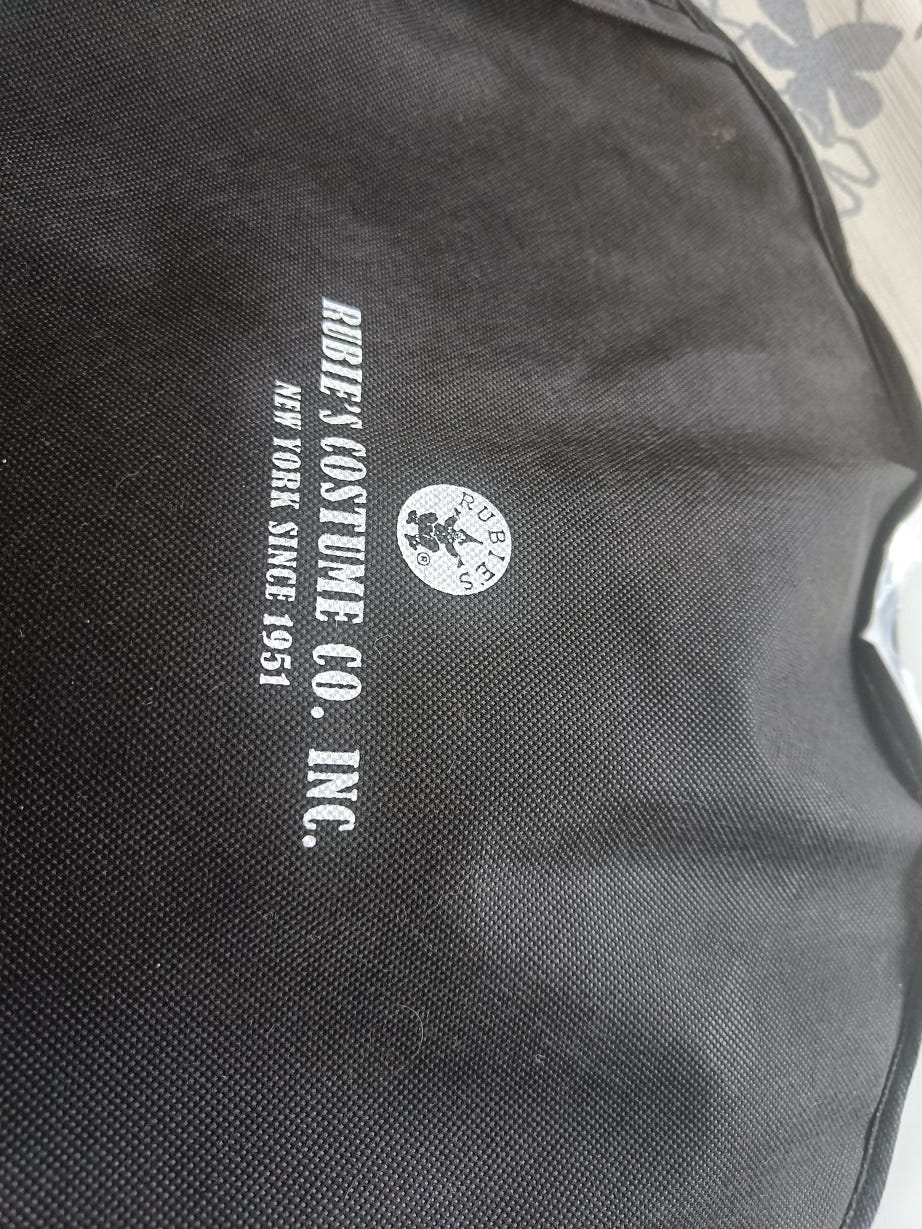 RUBIES
®
RUBIE'S COSTUME CO. INC.
NEW YORK SINCE 1951